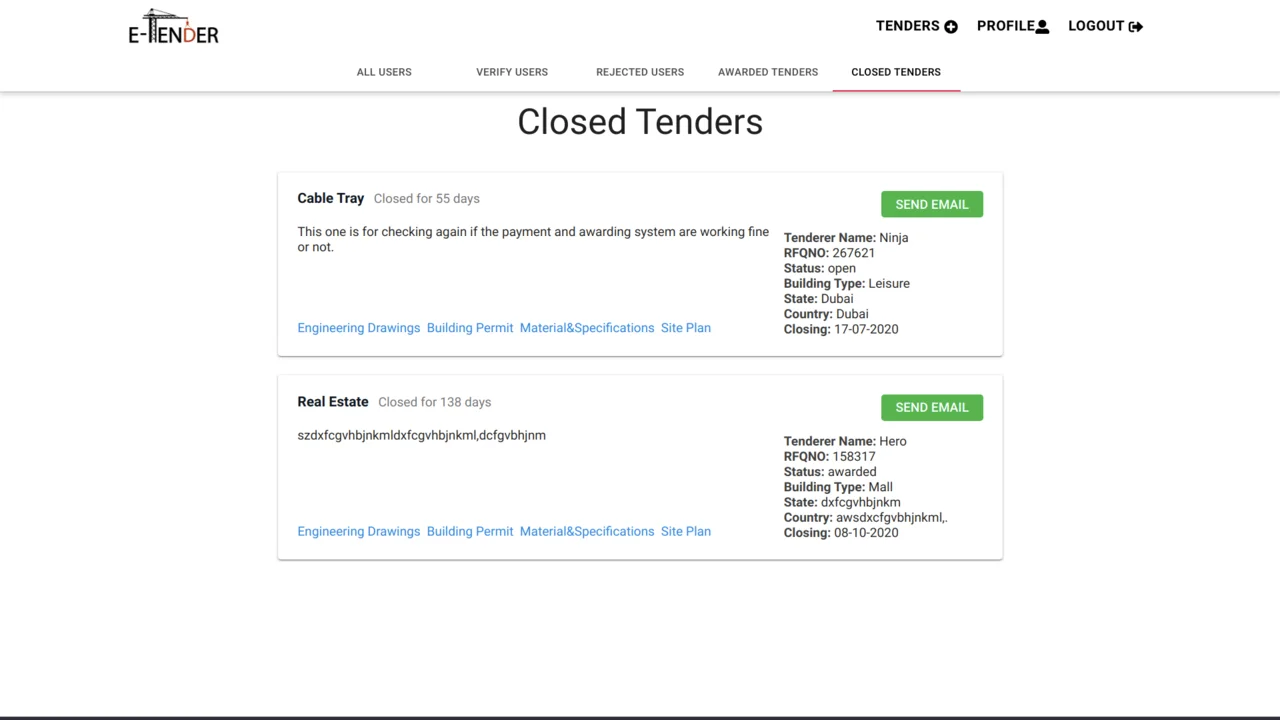 E-TENDER
TENDERS PROFILE LOGOUT
ALL USERS VERIFY USERS REJECTED USERS AWARDED TENDERS CLOSED TENDERS
Closed Tenders
Cable Tray Closed for 55 days
SEND EMAIL
This one is for checking again if the payment and awarding system are working fine
or not.
Tenderer Name: Ninja
RFQNO: 267621
Status: open
Building Type: Leisure
State: Dubai
Country: Dubai
Closing: 17-07-2020
Engineering Drawings Building Permit Material&Specifications Site Plan
Real Estate Closed for 138 days
SEND EMAIL
szdxfcgvhbjnkmldxfcgvhbjnkml,dcfgvbhjnm
Tenderer Name: Hero
RFQNO: 158317
Status: awarded
Building Type: Mall
State: dxfcgvhbjnkm
Country: awsdxcfgvbhjnkml,.
Closing: 08-10-2020
Engineering Drawings Building Permit Material&Specifications Site Plan